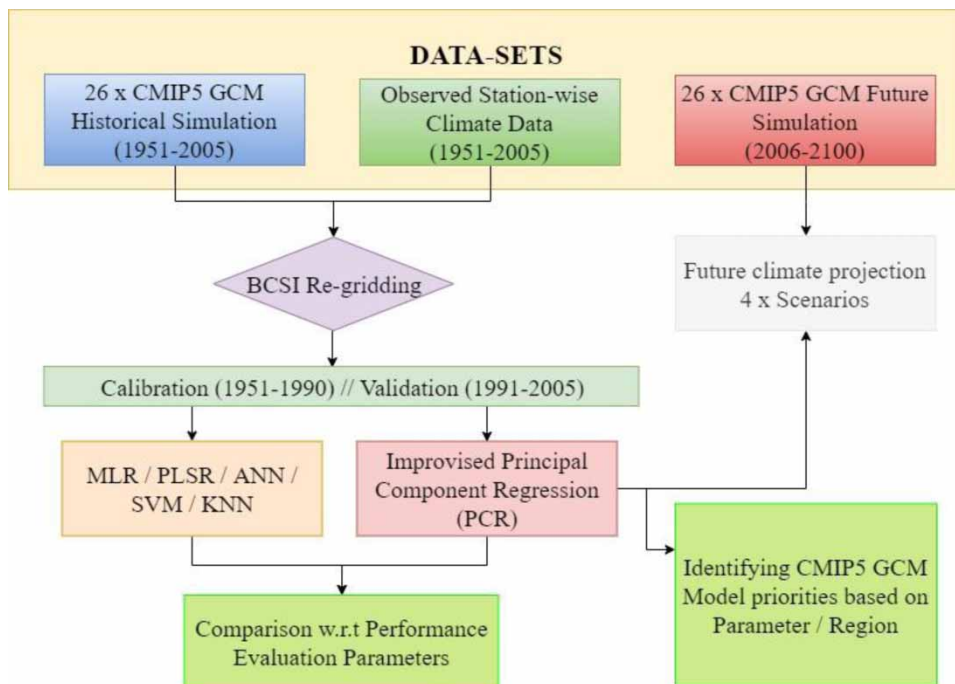 DATA-SETS
26 x CMIP5 GCM
Historical Simulation
(1951-2005)
Observed Station-wise
Climate Data
(1951-2005)
26 x CMIP5 GCM Future
Simulation
(2006-2100)
BCSI Re-gridding
Future climate projection
4 x Scenarios
Calibration (1951-1990) // Validation (1991-2005)
MLR / PLSR / ANN /
SVM / KNN
Improvised Principal
Component Regression
(PCR)
Identifying CMIP5 GCM
Model priorities based on
Parameter / Region
Comparison w.r.t Performance
Evaluation Parameters